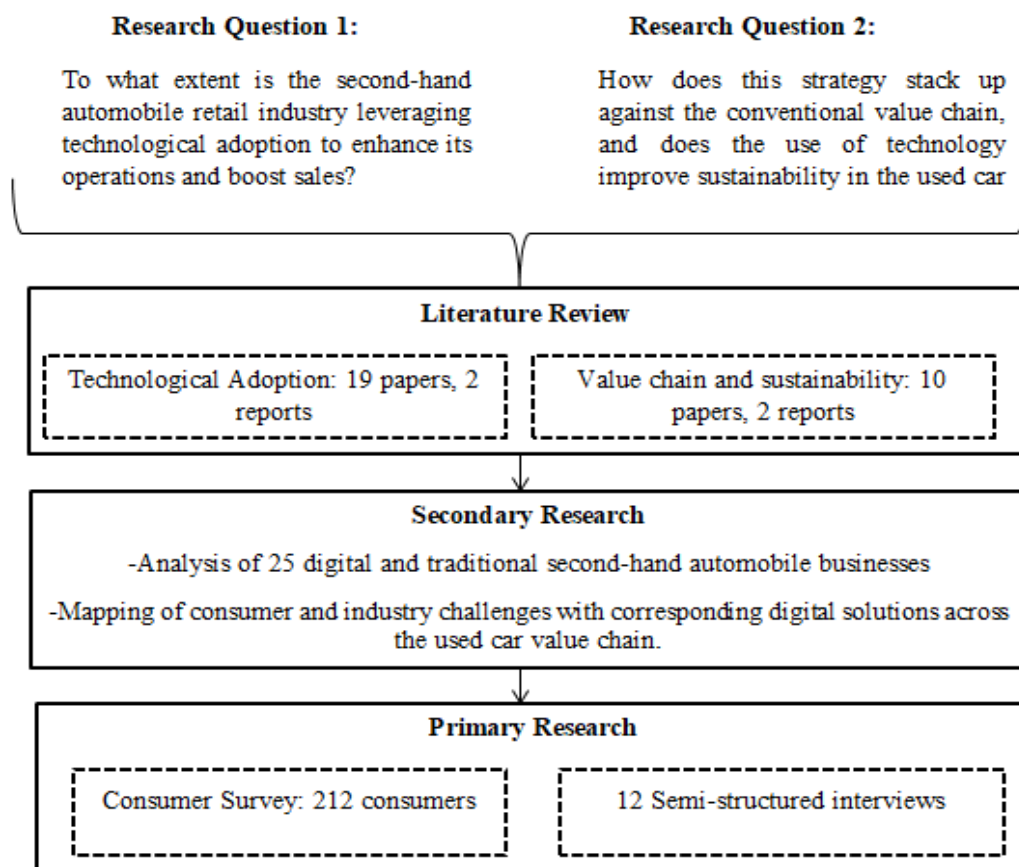 Research Question 1:
To what extent is the second-hand
automobile retail industry leveraging
technological adoption to enhance its
operations and boost sales?
Research Question 2:
How does this strategy stack up
against the conventional value chain,
and does the use of technology
improve sustainability in the used car
Literature Review
Technological Adoption: 19 papers, 2
reports
Value chain and sustainability: 10
papers, 2 reports
Secondary Research
-Analysis of 25 digital and traditional second-hand automobile businesses
-Mapping of consumer and industry challenges with corresponding digital solutions across
the used car value chain.
Primary Research
Consumer Survey: 212 consumers
12 Semi-structured interviews